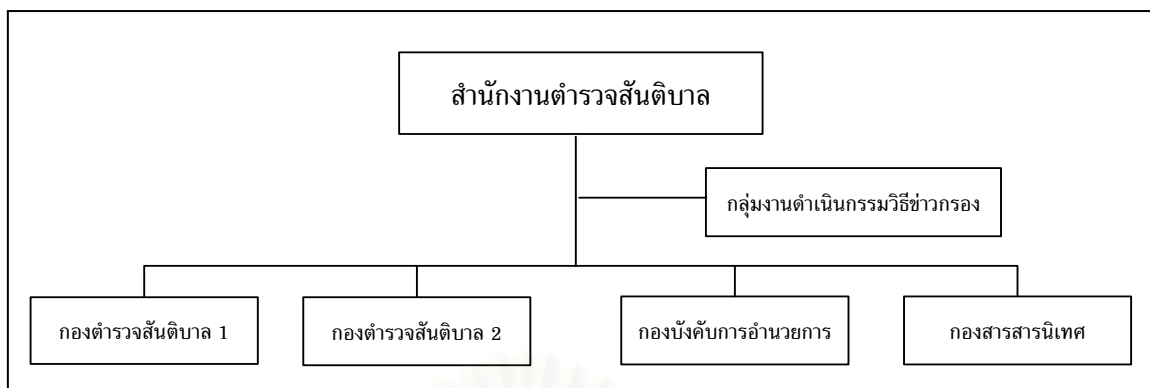 สำนักงานตำรวจสันติบาล
กลุ่มงานดำเนินกรรมวิธีข่าวกรอง
กองตำรวจสันติบาล 1
กองตำรวจสันติบาล 2
กองบังคับการอำนวยการ
กองสารสารนิเทศ